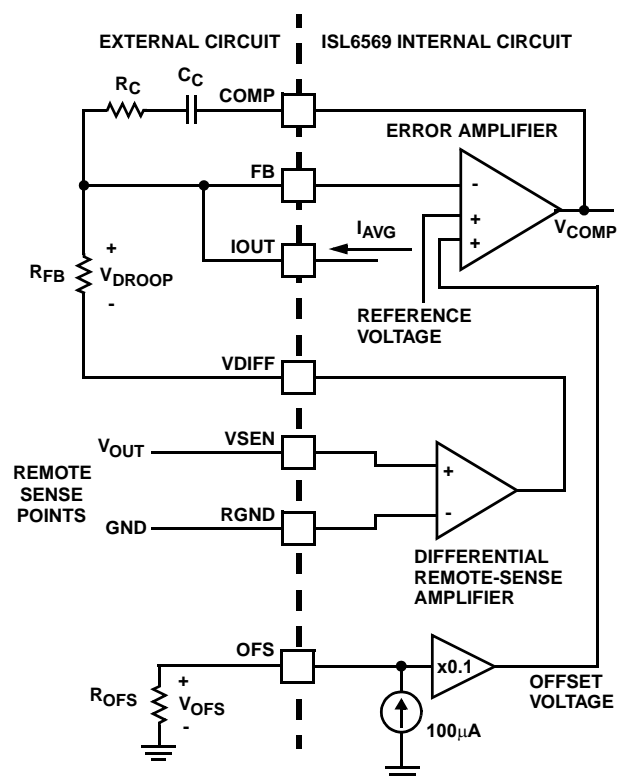 EXTERNAL CIRCUIT
ISL6569 INTERNAL CIRCUIT
RC
CC
COMP
ERROR AMPLIFIER
FB
-
+
+
VCOMP
IAVG
IOUT
RFB
+
VDROOP
-
REFERENCE
VOLTAGE
VDIFF
VOUT
VSEN
+
REMOTE
SENSE
POINTS
GND
RGND
-
DIFFERENTIAL
REMOTE-SENSE
AMPLIFIER
OFS
x0.1
ROFS
+
VOFS
-
OFFSET
VOLTAGE
100µA